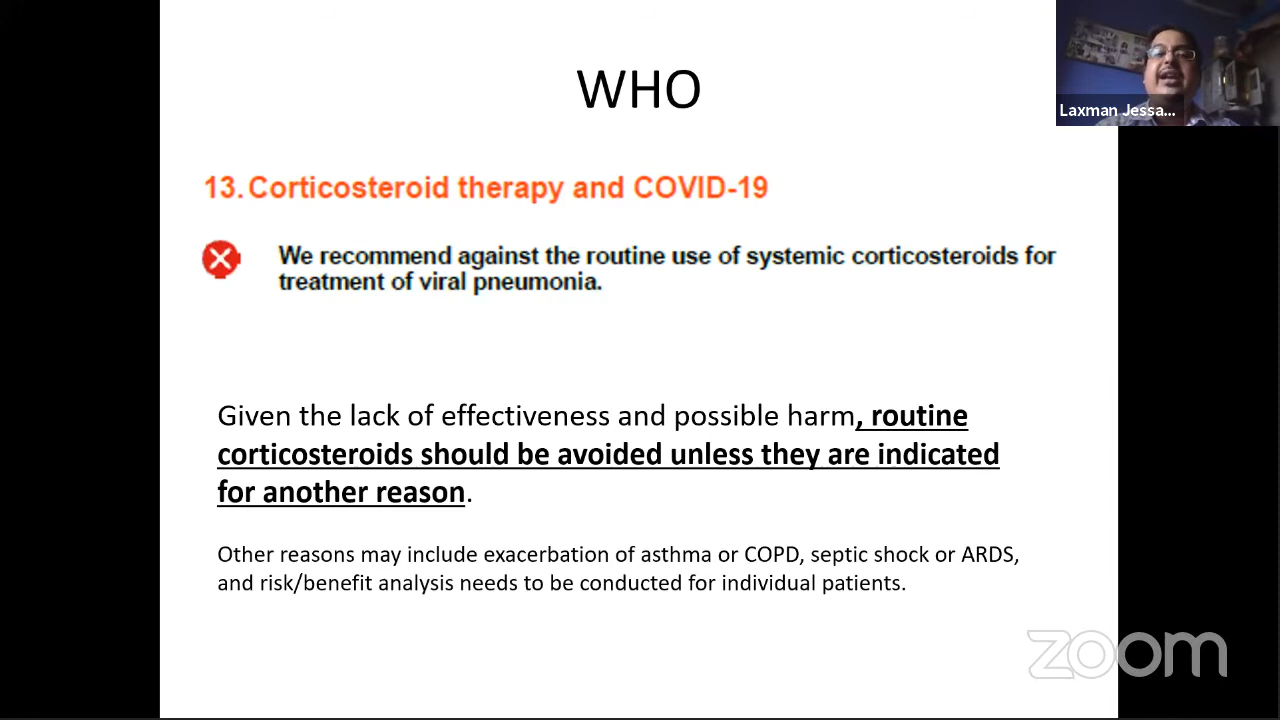 WHO
Laxman Jessa...
13. Corticosteroid therapy and COVID-19
We recommend against the routine use of systemic corticosteroids for
treatment of viral pneumonia.
Given the lack of effectiveness and possible harm, routine
corticosteroids should be avoided unless they are indicated
for another reason.
Other reasons may include exacerbation of asthma or COPD, septic shock or ARDS,
and risk/benefit analysis needs to be conducted for individual patients.
zoom